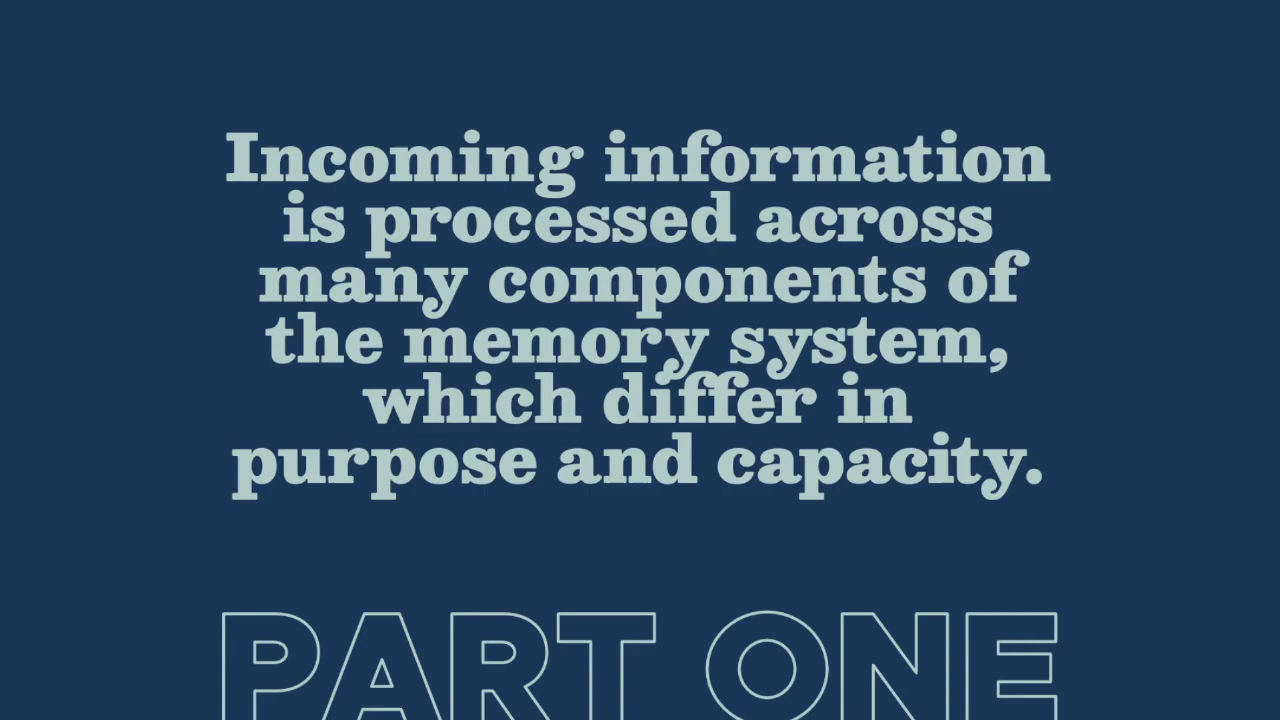 Incoming information
is processed across
many components of
the memory system,
which differ in
purpose and capacity.
PART ONE